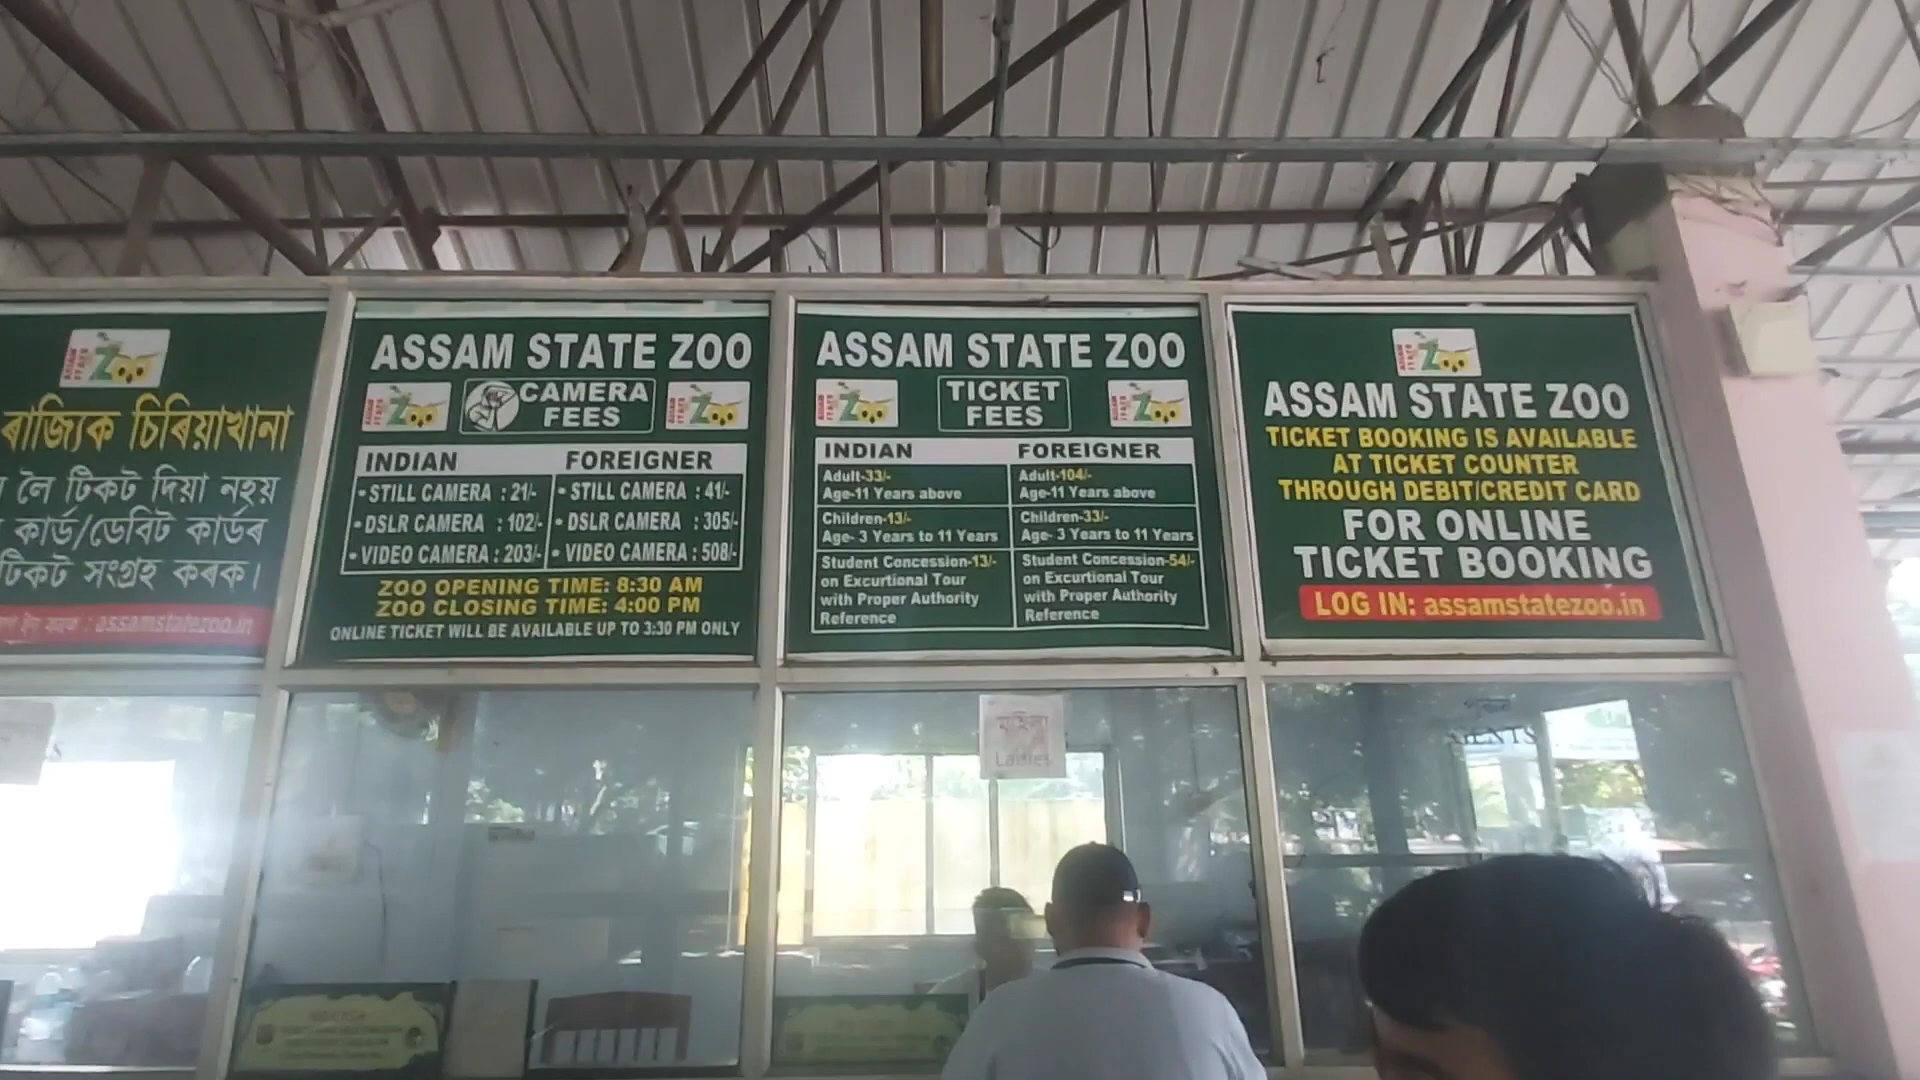 ৰাজ্যিক চিৰিয়াখানা
লৈ টিকট দিয়া নহয়
কাৰ্ড/ডেবিট কাৰ্ডৰ
টিকট সংগ্ৰহ কৰক।
: assamstatezoo.in
ASSAM STATE ZOO
CAMERA
FEES
INDIAN FOREIGNER
• STILL CAMERA : 21/- • STILL CAMERA : 41/-
• DSLR CAMERA : 102/- • DSLR CAMERA : 305/-
• VIDEO CAMERA : 203/- • VIDEO CAMERA : 508/-
ZOO OPENING TIME: 8:30 AM
ZOO CLOSING TIME: 4:00 PM
ONLINE TICKET WILL BE AVAILABLE UP TO 3:30 PM ONLY
ASSAM STATE ZOO
TICKET
FEES
INDIAN FOREIGNER
Adult-33/- Adult-104/-
Age-11 Years above Age-11 Years above
Children-13/- Children-33/-
Age- 3 Years to 11 Years Age- 3 Years to 11 Years
Student Concession-13/- Student Concession-54/-
on Excurtional Tour on Excurtional Tour
with Proper Authority with Proper Authority
Reference Reference
ASSAM STATE ZOO
ASSAM STATE ZOO
TICKET BOOKING IS AVAILABLE
AT TICKET COUNTER
THROUGH DEBIT/CREDIT CARD
FOR ONLINE
TICKET BOOKING
LOG IN: assamstatezoo.in
মহিলা
Ladies